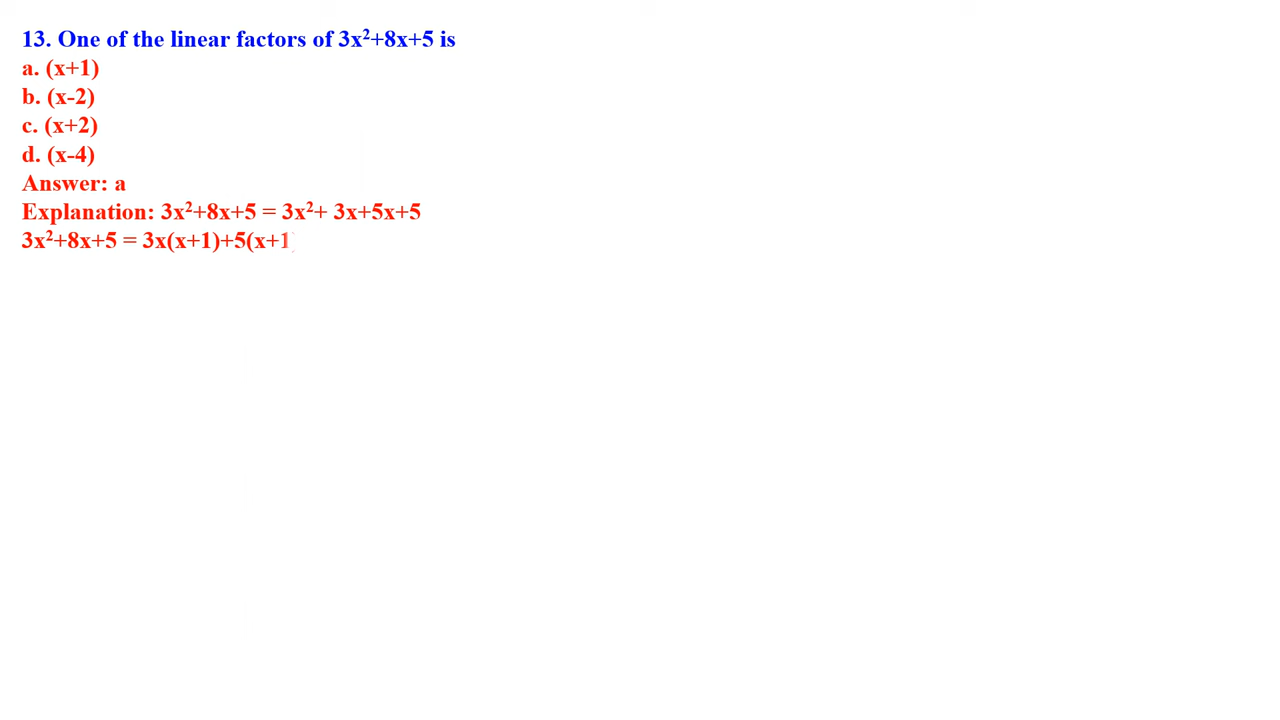 13. One of the linear factors of 3x²+8x+5 is
a. (x+1)
b. (x-2)
c. (x+2)
d. (x-4)
Answer: a
Explanation: 3x²+8x+5 = 3x²+ 3x+5x+5
3x²+8x+5 = 3x(x+1)+5(x+1)